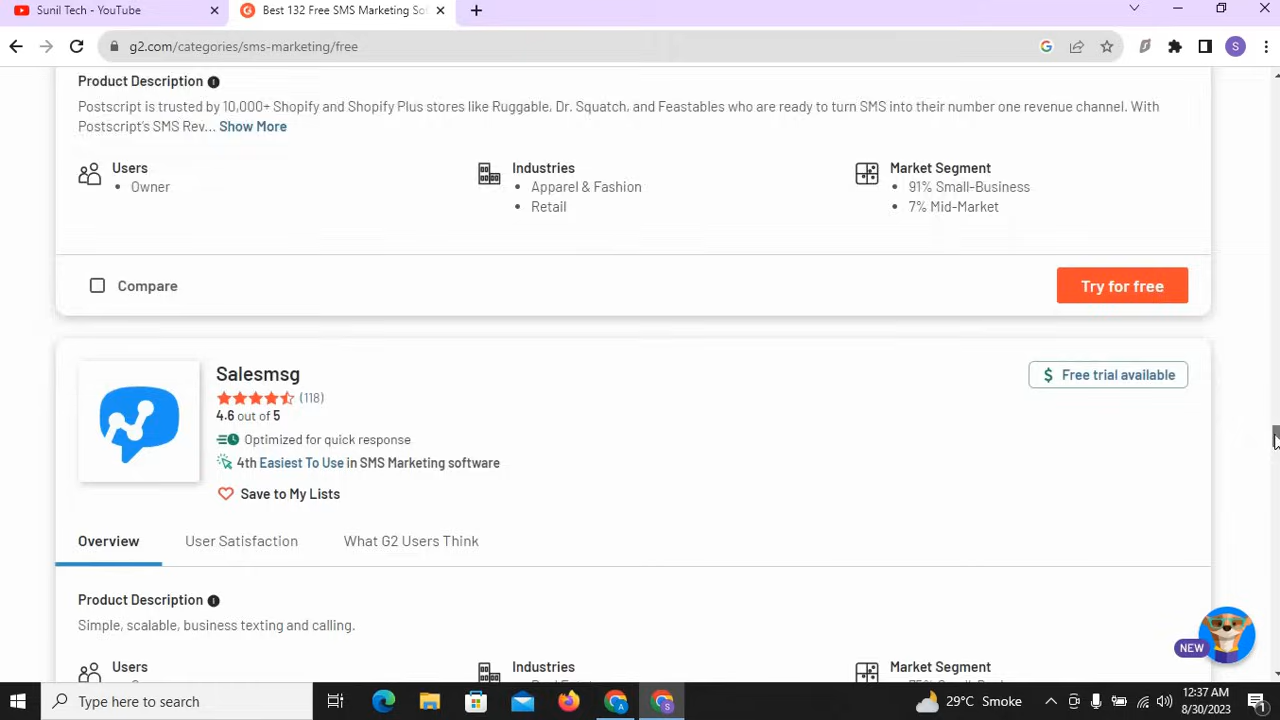 Sunil Tech - YouTube
Best 132 Free SMS Marketing So
g2.com/categories/sms-marketing/free
S
Product Description
Postscript is trusted by 10,000+ Shopify and Shopify Plus stores like Ruggable, Dr. Squatch, and Feastables who are ready to turn SMS into their number one revenue channel. With
Postscript's SMS Rev... Show More
Users
Owner
Industries
Apparel & Fashion
Retail
Market Segment
91% Small-Business
7% Mid-Market
Compare
Try for free
Salesmsg
(118)
4.6 out of 5
Optimized for quick response
4th Easiest To Use in SMS Marketing software
Save to My Lists
$ Free trial available
Overview
User Satisfaction
What G2 Users Think
Product Description
Simple, scalable, business texting and calling.
Users
Industries
Market Segment
NEW
Type here to search
29°C Smoke
12:37 AM
8/30/2023
1